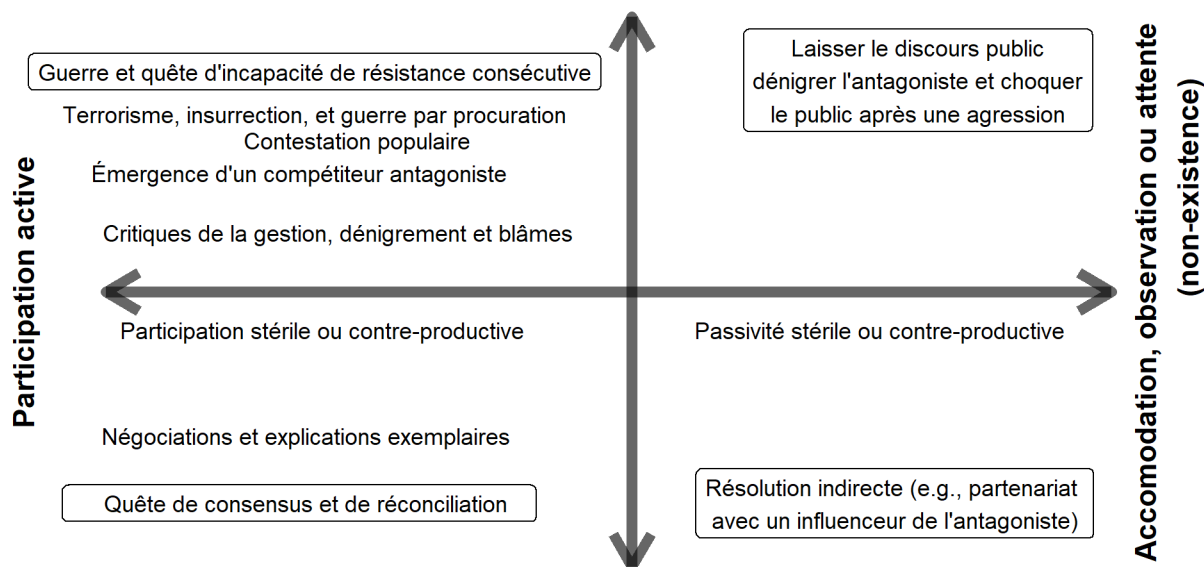 Participation active
Guerre et quête d'incapacité de résistance consécutive
Terrorisme, insurrection, et guerre par procuration
Contestation populaire
Émergence d'un compétiteur antagoniste
Critiques de la gestion, dénigrement et blâmes
Participation stérile ou contre-productive
Négociations et explications exemplaires
Quête de consensus et de réconciliation
Laisser le discours public
dénigrer l'antagoniste et choquer
le public après une agression
Passivité stérile ou contre-productive
Résolution indirecte (e.g., partenariat
avec un influenceur de l'antagoniste)
Accomodation, observation ou attente
(non-existence)